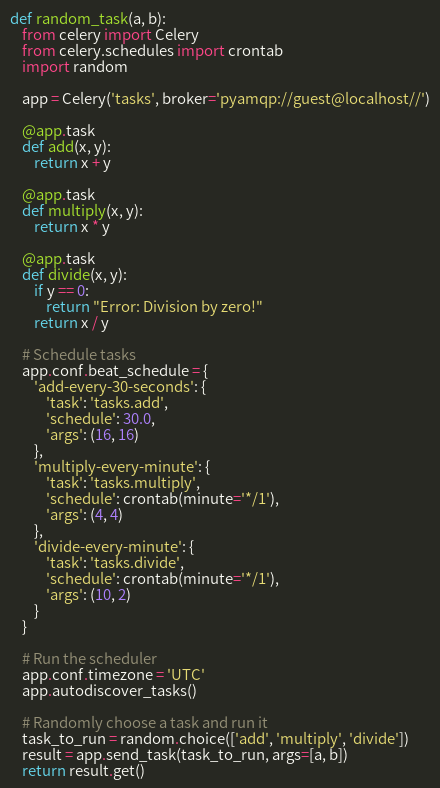 def random_task(a, b):
from celery import Celery
from celery.schedules import crontab
import random
app = Celery('tasks', broker='pyamqp://guest@localhost//')
@app.task
def add(x, y):
return x + y
@app.task
def multiply(x, y):
return x * y
@app.task
def divide(x, y):
if y == 0:
return "Error: Division by zero!"
return x / y
# Schedule tasks
app.conf.beat_schedule = {
'add-every-30-seconds': {
'task': 'tasks.add',
'schedule': 30.0,
'args': (16, 16)
},
'multiply-every-minute': {
'task': 'tasks.multiply',
'schedule': crontab(minute='*/1'),
'args': (4, 4)
},
'divide-every-minute': {
'task': 'tasks.divide',
'schedule': crontab(minute='*/1'),
'args': (10, 2)
}
}
# Run the scheduler
app.conf.timezone = 'UTC'
app.autodiscover_tasks()
# Randomly choose a task and run it
task_to_run = random.choice(['add', 'multiply', 'divide'])
result = app.send_task(task_to_run, args=[a, b])
return result.get()